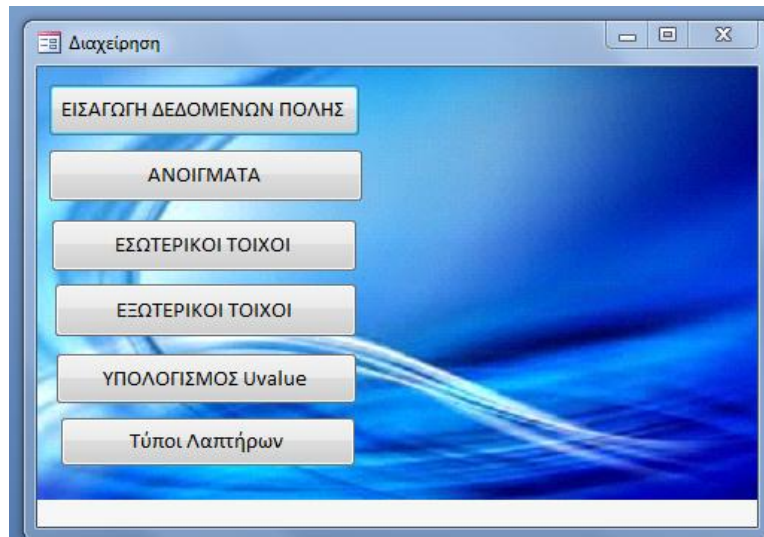 Διαχείρηση
ΕΙΣΑΓΩΓΗ ΔΕΔΟΜΕΝΩΝ ΠΟΛΗΣ
ΑΝΟΙΓΜΑΤΑ
ΕΣΩΤΕΡΙΚΟΙ ΤΟΙΧΟΙ
ΕΞΩΤΕΡΙΚΟΙ ΤΟΙΧΟΙ
ΥΠΟΛΟΓΙΣΜΟΣ Uvalue
Τύποι Λαπτήρων